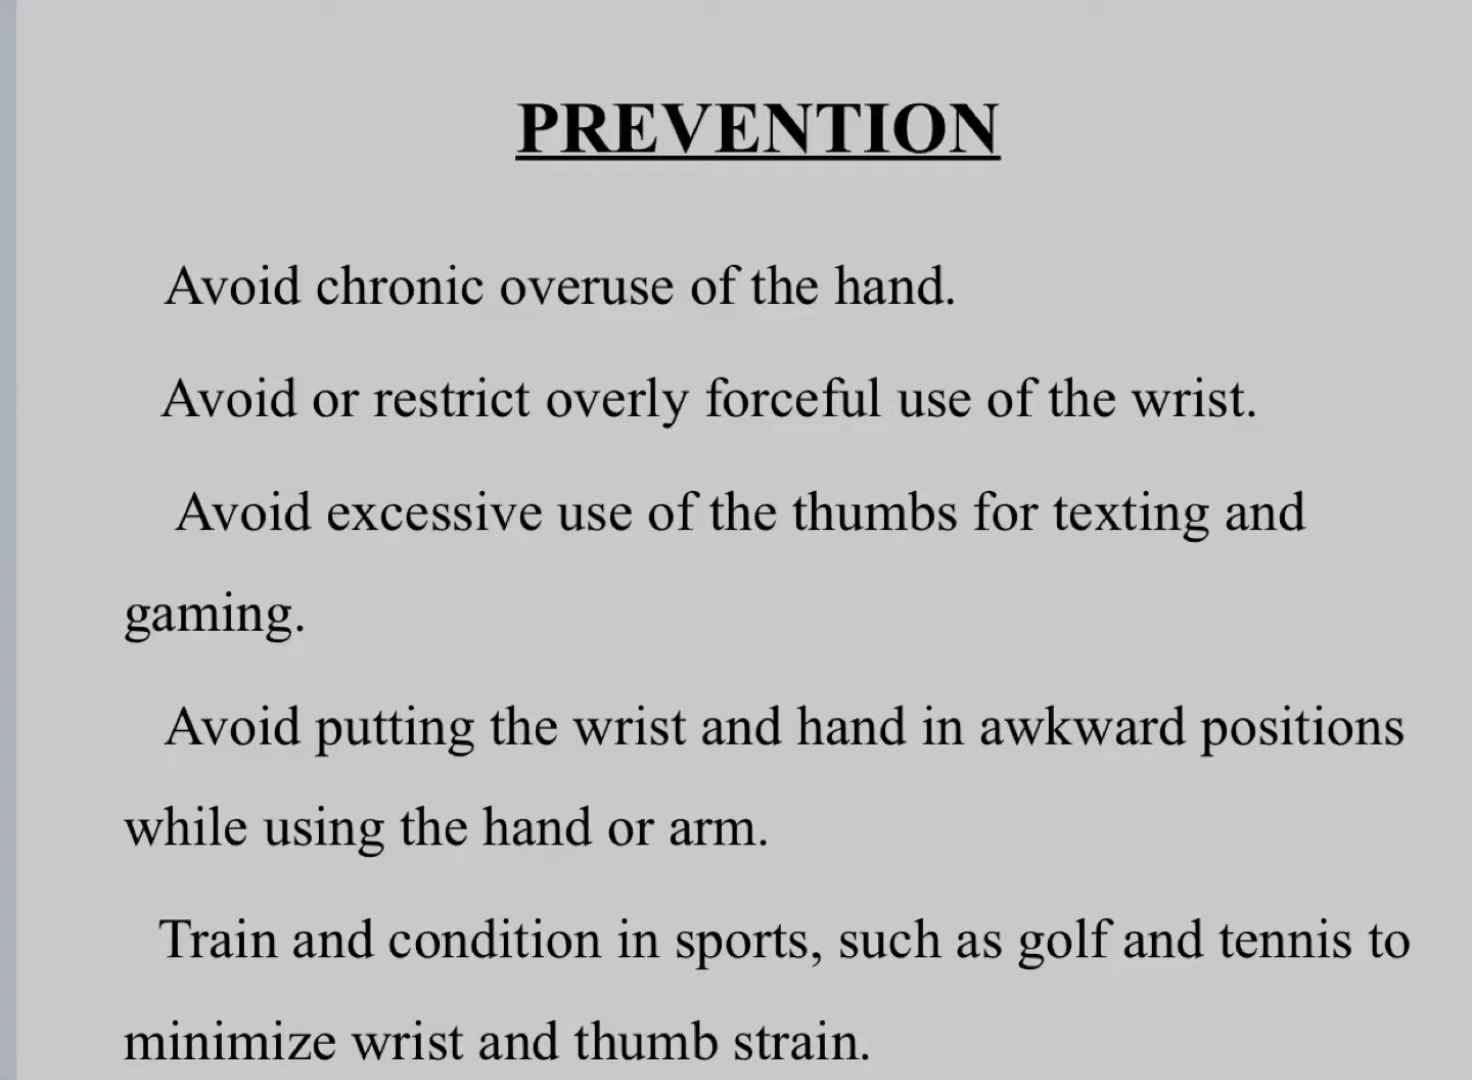 PREVENTION
Avoid chronic overuse of the hand.
Avoid or restrict overly forceful use of the wrist.
Avoid excessive use of the thumbs for texting and
gaming.
Avoid putting the wrist and hand in awkward positions
while using the hand or arm.
Train and condition in sports, such as golf and tennis to
minimize wrist and thumb strain.